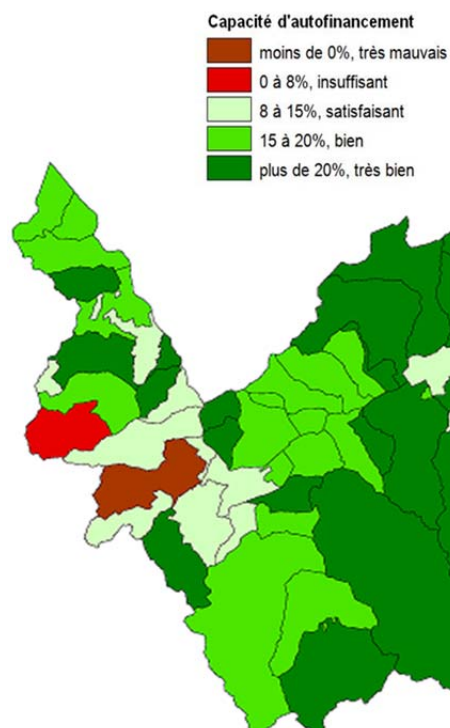 Capacité d'autofinancement
moins de 0%, très mauvais
0 à 8%, insuffisant
8 à 15%, satisfaisant
15 à 20%, bien
plus de 20%, très bien